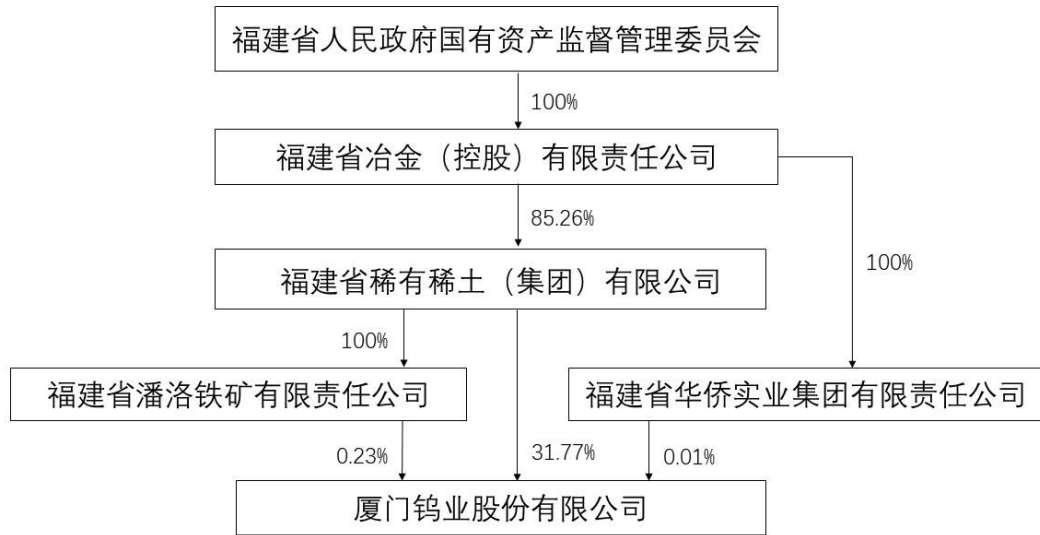 福建省人民政府国有资产监督管理委员会
100%
福建省冶金（控股）有限责任公司
85.26%
福建省稀有稀土（集团）有限公司
100%
100%
福建省潘洛铁矿有限责任公司
福建省华侨实业集团有限责任公司
0.23%
31.77%
0.01%
厦门钨业股份有限公司